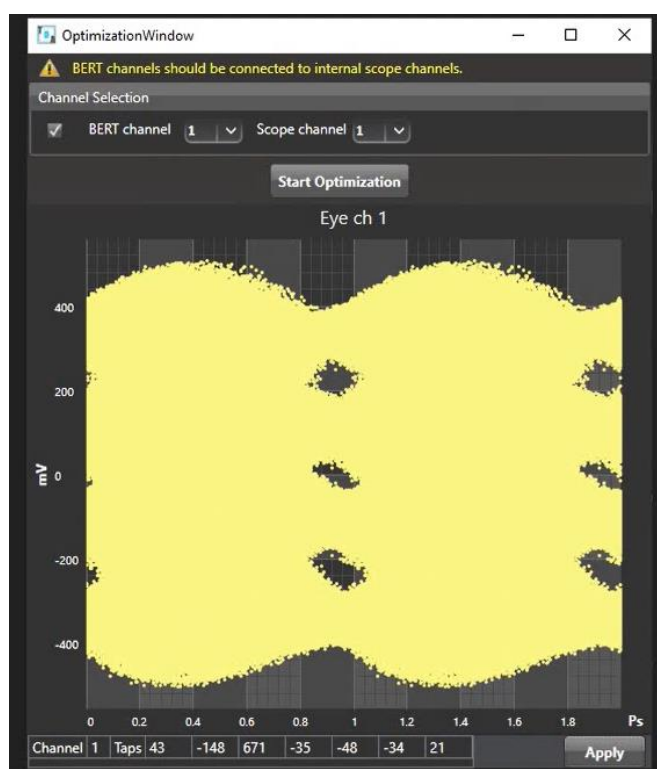 OptimizationWindow
BERT channels should be connected to internal scope channels.
Channel Selection
BERT channel 1 Scope channel 1
Start Optimization
Eye ch 1
400
200
mV
0
-200
-400
0 0.2 0.4 0.6 0.8 1 1.2 1.4 1.6 1.8 Ps
Channel 1 Taps 43 -148 671 -35 -48 -34 21
Apply